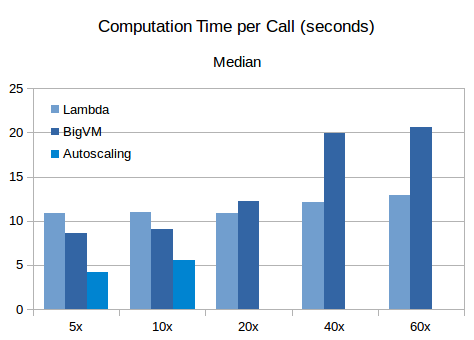 Computation Time per Call (seconds)
Median
25
20
15
10
5
0
Lambda
BigVM
Autoscaling
5x
10x
20x
40x
60x